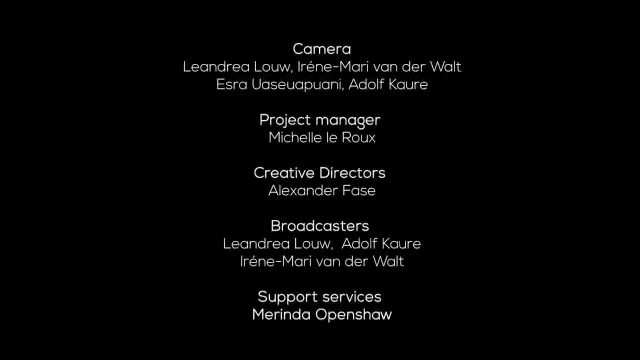 Camera
Leandrea Louw, Iréne-Mari van der Walt
Esra Uaseuapuani, Adolf Kaure
Project manager
Michelle le Roux
Creative Directors
Alexander Fase
Broadcasters
Leandrea Louw,  Adolf Kaure
Iréne-Mari van der Walt
Support services
Merinda Openshaw